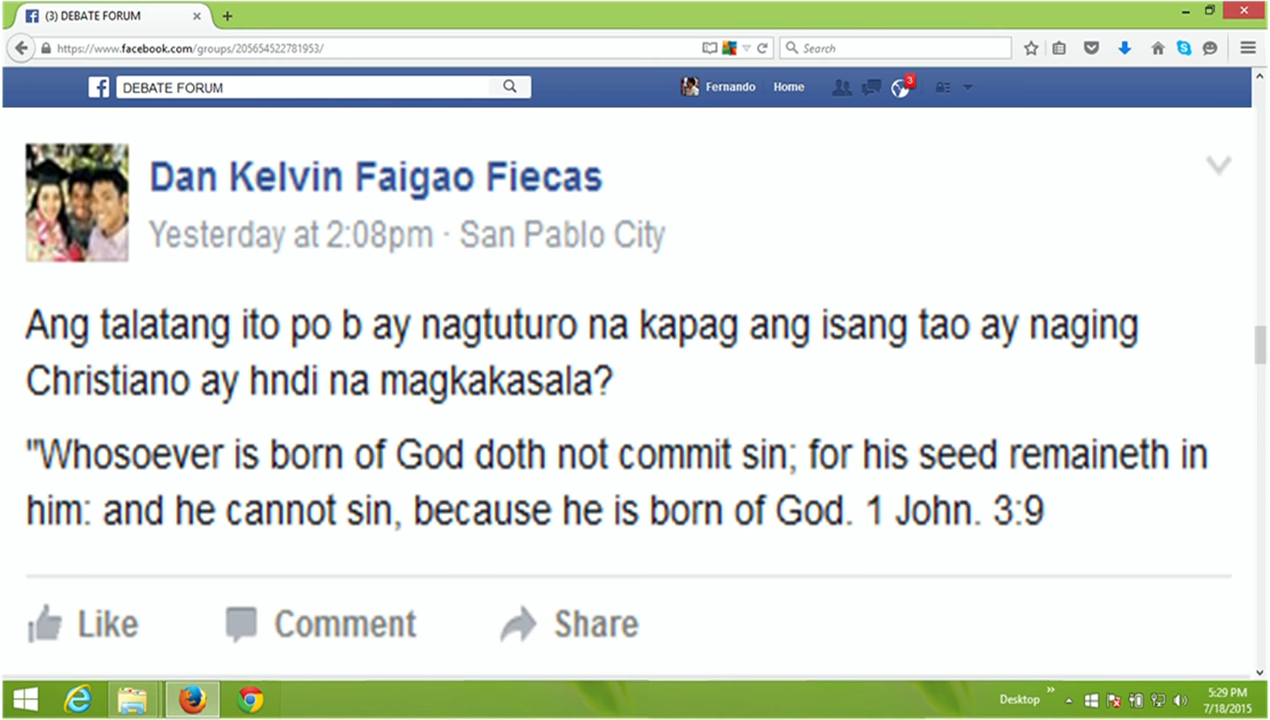 (3) DEBATE FORUM
https://www.facebook.com/groups/205654522781953/
Search
DEBATE FORUM
Fernando Home
3
Dan Kelvin Faigao Fiecas
Yesterday at 2:08pm · San Pablo City
Ang talatang ito po b ay nagtuturo na kapag ang isang tao ay naging
Christiano ay hndi na magkakasala?
"Whosoever is born of God doth not commit sin; for his seed remaineth in
him: and he cannot sin, because he is born of God. 1 John. 3:9
Like Comment Share
Desktop
5:29 PM
7/18/2015